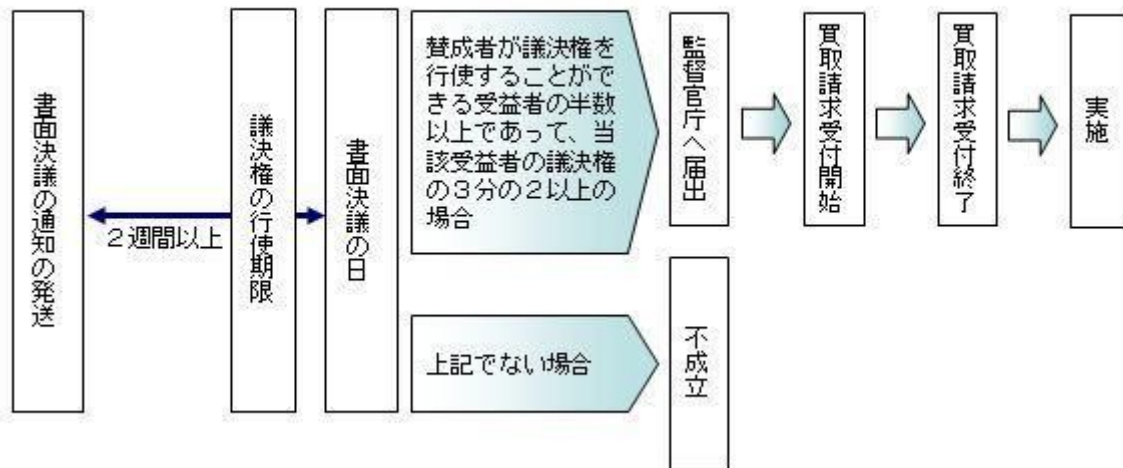 書面決議の通知の発送
２週間以上
議決権の行使期限
書面決議の日
賛成者が議決権を
行使することがで
きる受益者の半数
以上であって、当
該受益者の議決権
の３分の２以上の
場合
監督官庁へ届出
買取請求受付開始
買取請求受付終了
実施
上記でない場合
不成立